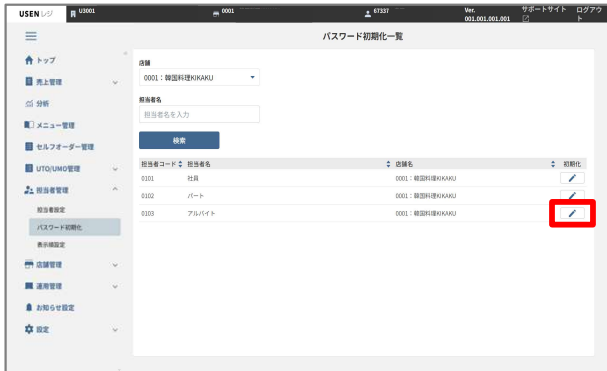 USEN レジ U3001 0001 67337 Ver. 001.001.001.001 サポートサイト ログアウト
パスワード初期化一覧
トップ
売上管理
分析
メニュー管理
セルフオーダー管理
UTO/UMO管理
担当者管理
担当者設定
パスワード初期化
表示順設定
店舗管理
運用管理
お知らせ設定
設定
店舗
0001：韓国料理KIKAKU
担当者名
担当者名を入力
検索
担当者コード 担当者名 店舗名 初期化
0101 社員 0001：韓国料理KIKAKU
0102 パート 0001：韓国料理KIKAKU
0103 アルバイト 0001：韓国料理KIKAKU